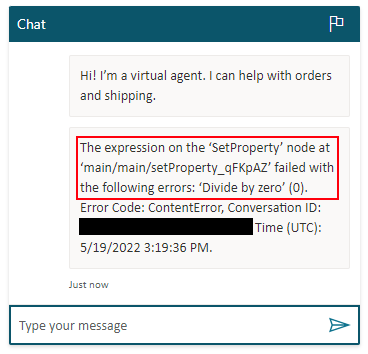 Chat
Hi! I’m a virtual agent. I can help with orders
and shipping.
The expression on the ‘SetProperty’ node at
‘main/main/setProperty_qFKpAZ’ failed with
the following errors: ‘Divide by zero’ (0).
Error Code: ContentError, Conversation ID:
Time (UTC):
5/19/2022 3:19:36 PM.
Just now
Type your message